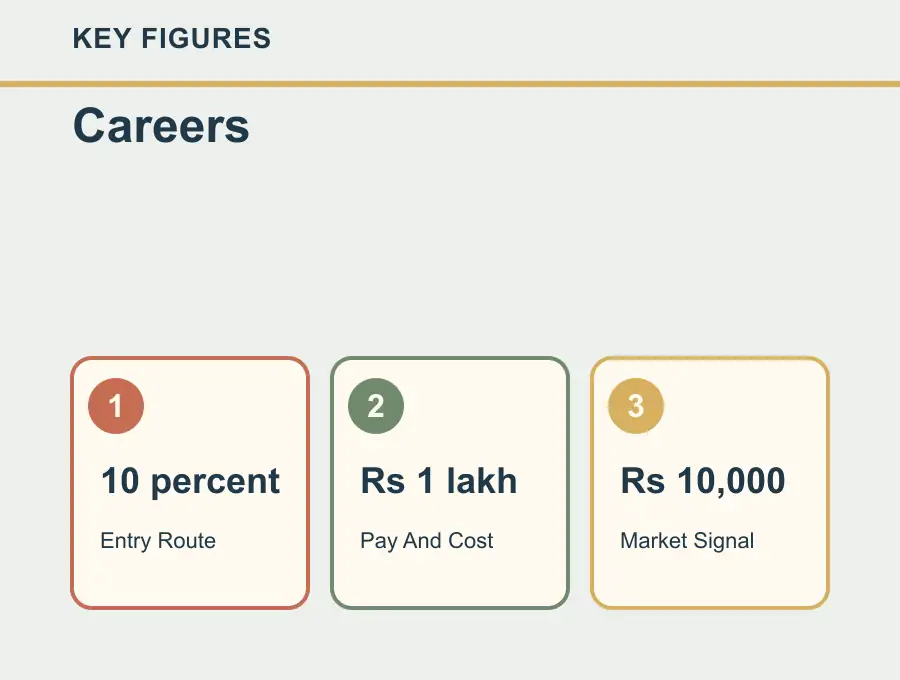 KEY FIGURES
Careers
1
10 percent
Entry Route
2
Rs 1 lakh
Pay And Cost
3
Rs 10,000
Market Signal